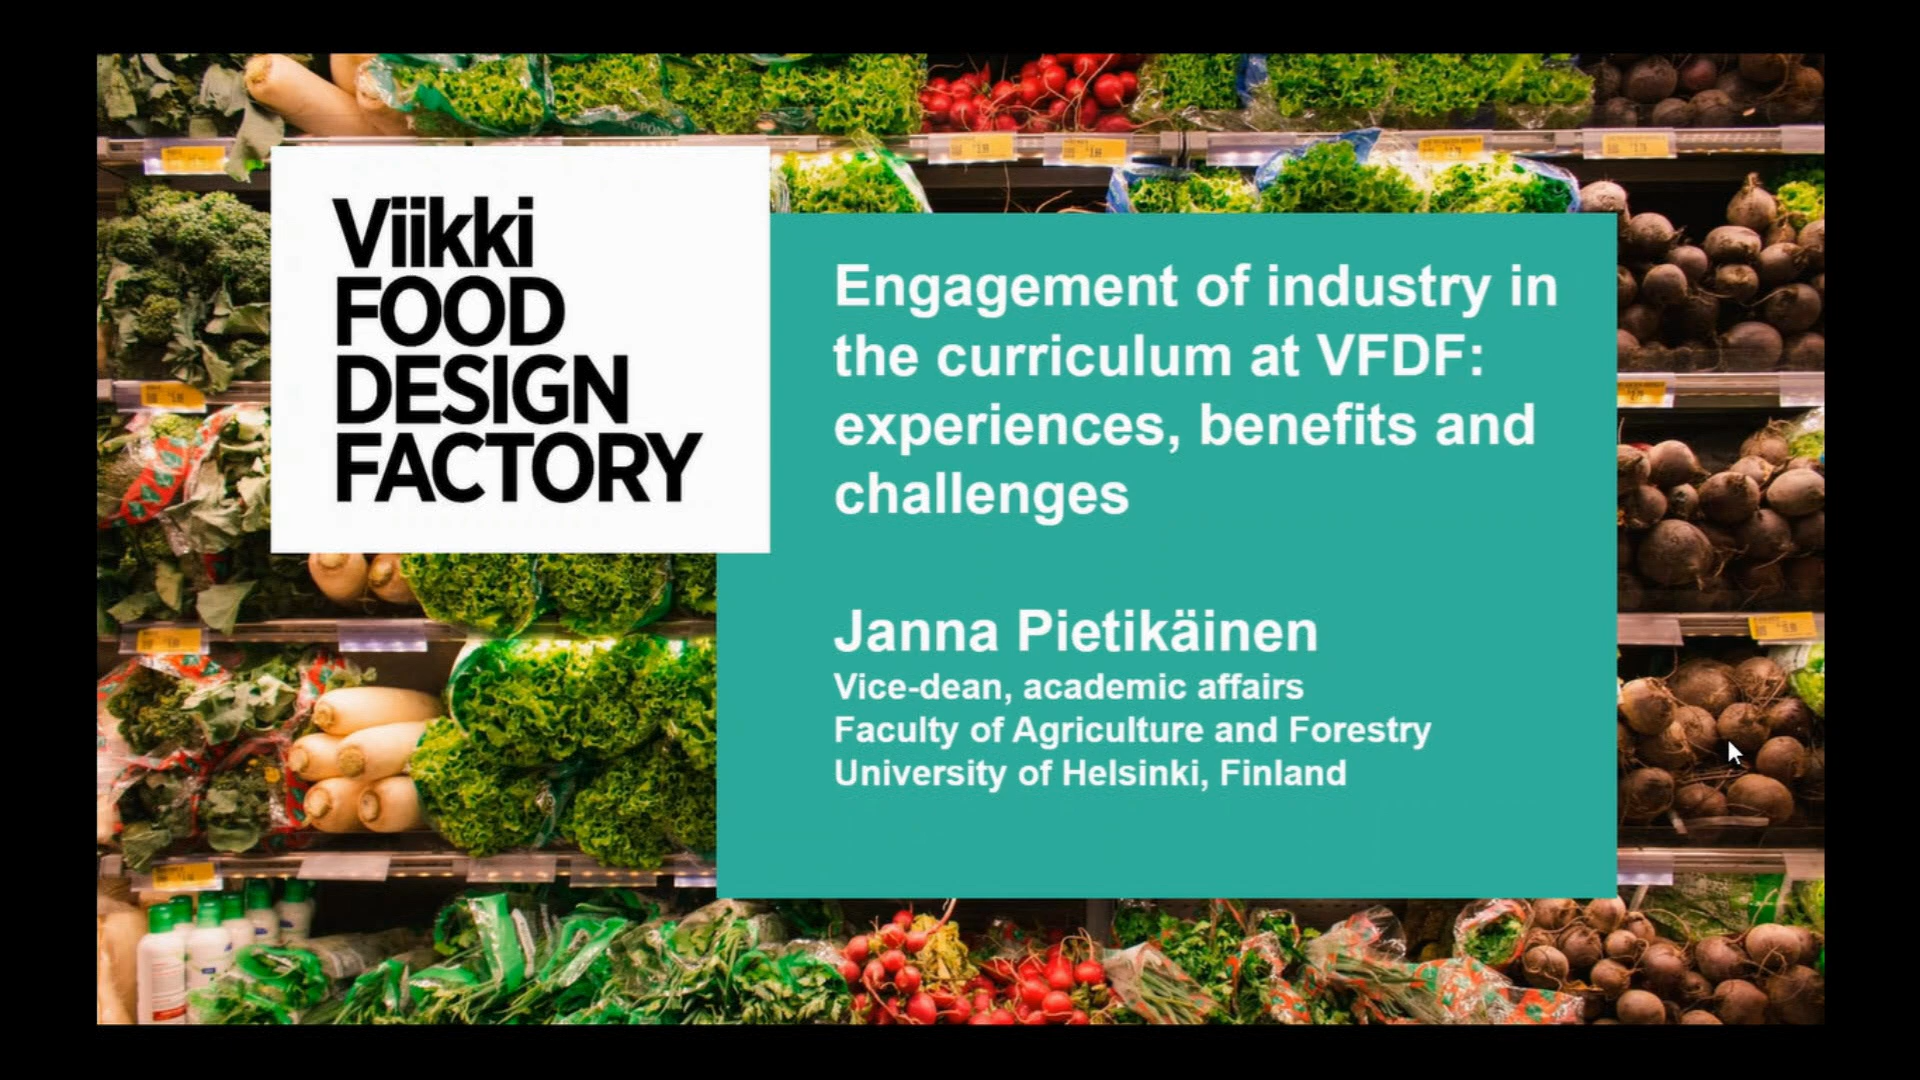 Viikki
FOOD
DESIGN
FACTORY
Engagement of industry in
the curriculum at VFDF:
experiences, benefits and
challenges
Janna Pietikäinen
Vice-dean, academic affairs
Faculty of Agriculture and Forestry
University of Helsinki, Finland